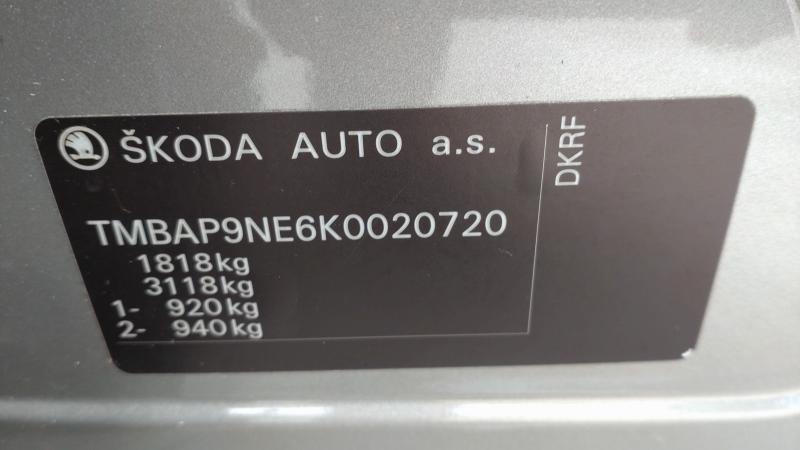 ŠKODA AUTO a.s.
DKRF
TMBAP9NE6K0020720
1818kg
3118kg
1- 920kg
2- 940kg